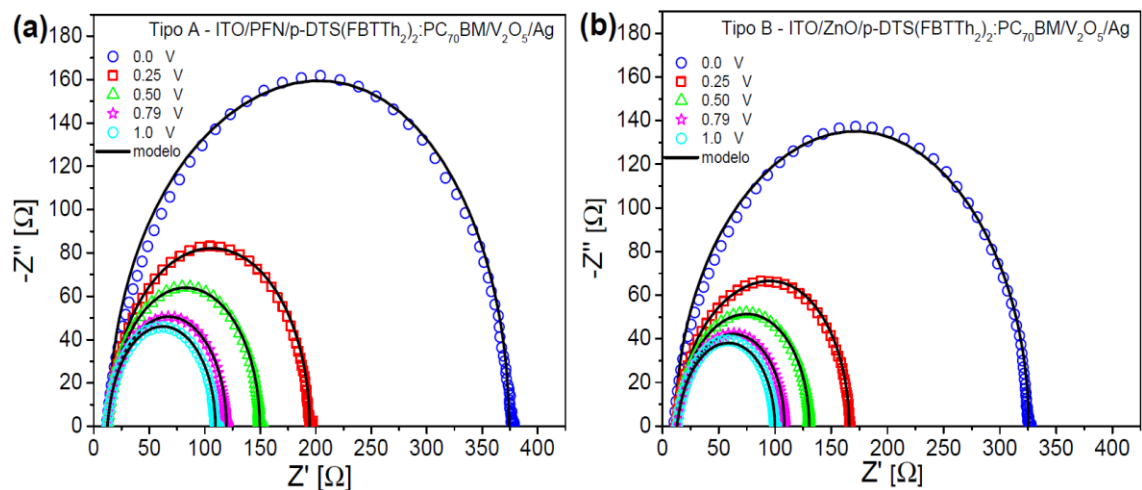 (a)
Tipo A - ITO/PFN/p-DTS(FBTTh₂)₂:PC₇₀BM/V₂O₅/Ag
0.0 V
0.25 V
0.50 V
0.79 V
1.0 V
modelo
180
160
140
120
100
80
60
40
20
0
-Z'' [Ω]
0 50 100 150 200 250 300 350 400
Z' [Ω]
(b)
Tipo B - ITO/ZnO/p-DTS(FBTTh₂)₂:PC₇₀BM/V₂O₅/Ag
0.0 V
0.25 V
0.50 V
0.79 V
1.0 V
modelo
180
160
140
120
100
80
60
40
20
0
-Z'' [Ω]
0 50 100 150 200 250 300 350 400
Z' [Ω]